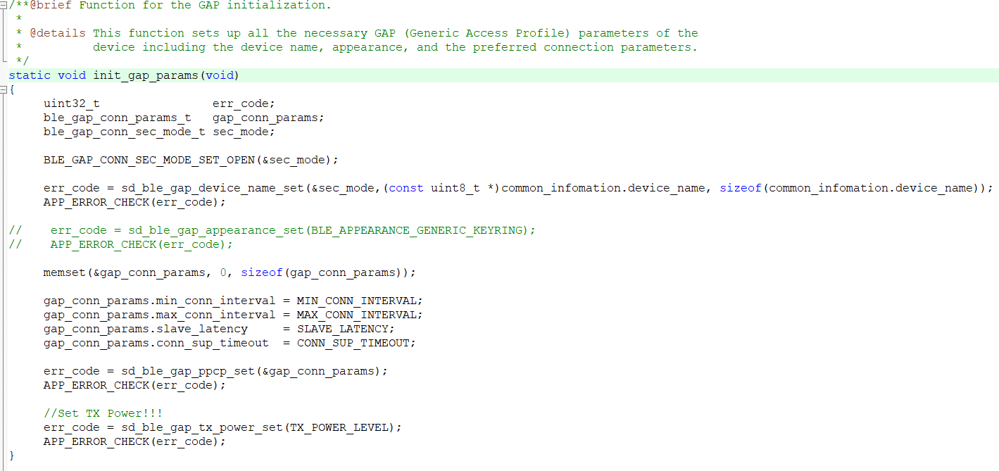 /**@brief Function for the GAP initialization.
 *
 * @details This function sets up all the necessary GAP (Generic Access Profile) parameters of the
 *          device including the device name, appearance, and the preferred connection parameters.
 */
static void init_gap_params(void)
{
     uint32_t                err_code;
     ble_gap_conn_params_t   gap_conn_params;
     ble_gap_conn_sec_mode_t sec_mode;

     BLE_GAP_CONN_SEC_MODE_SET_OPEN(&sec_mode);

     err_code = sd_ble_gap_device_name_set(&sec_mode,(const uint8_t *)common_infomation.device_name, sizeof(common_infomation.device_name));
     APP_ERROR_CHECK(err_code);

//    err_code = sd_ble_gap_appearance_set(BLE_APPEARANCE_GENERIC_KEYRING);
//    APP_ERROR_CHECK(err_code);

     memset(&gap_conn_params, 0, sizeof(gap_conn_params));

     gap_conn_params.min_conn_interval = MIN_CONN_INTERVAL;
     gap_conn_params.max_conn_interval = MAX_CONN_INTERVAL;
     gap_conn_params.slave_latency     = SLAVE_LATENCY;
     gap_conn_params.conn_sup_timeout  = CONN_SUP_TIMEOUT;

     err_code = sd_ble_gap_ppcp_set(&gap_conn_params);
     APP_ERROR_CHECK(err_code);

     //Set TX Power!!!
     err_code = sd_ble_gap_tx_power_set(TX_POWER_LEVEL);
     APP_ERROR_CHECK(err_code);
}